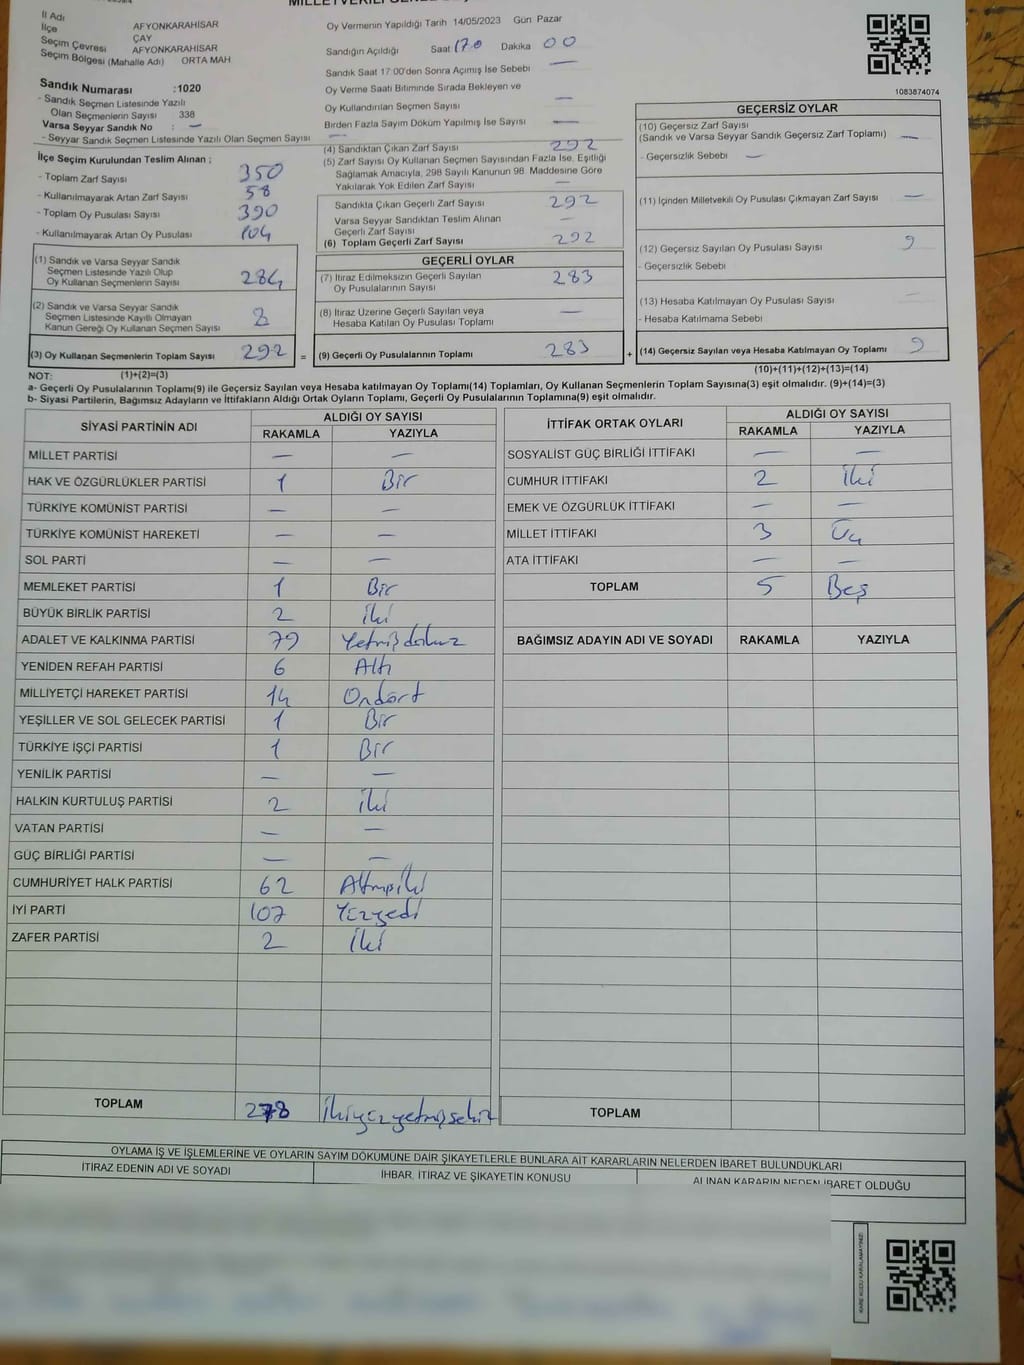 İl Adı AFYONKARAHİSAR
İlçe ÇAY
Seçim Çevresi AFYONKARAHİSAR
Seçim Bölgesi (Mahalle Adı) ORTA MAH
Sandık Numarası :1020
- Sandık Seçmen Listesinde Yazılı
Olan Seçmenlerin Sayısı 338
Varsa Seyyar Sandık No : —
- Seyyar Sandık Seçmen Listesinde Yazılı Olan Seçmen Sayısı —
İlçe Seçim Kurulundan Teslim Alınan ;
- Toplam Zarf Sayısı 350
- Kullanılmayarak Artan Zarf Sayısı 58
- Toplam Oy Pusulası Sayısı 390
- Kullanılmayarak Artan Oy Pusulası 104
(1) Sandık ve Varsa Seyyar Sandık
Seçmen Listesinde Yazılı Olup
Oy Kullanan Seçmenlerin Sayısı 284
(2) Sandık ve Varsa Seyyar Sandık
Seçmen Listesinde Kayıtlı Olmayan
Kanun Gereği Oy Kullanan Seçmen Sayısı 8
(3) Oy Kullanan Seçmenlerin Toplam Sayısı 292 =
Oy Vermenin Yapıldığı Tarih 14/05/2023 Gün Pazar
Sandığın Açıldığı Saat 17 0 Dakika 00
Sandık Saat 17:00'den Sonra Açımış İse Sebebi —
Oy Verme Saati Bitiminde Sırada Bekleyen ve
Oy Kullandırılan Seçmen Sayısı —
Birden Fazla Sayım Döküm Yapılmış İse Sayısı —
(4) Sandıktan Çıkan Zarf Sayısı 292
(5) Zarf Sayısı Oy Kullanan Seçmen Sayısından Fazla İse, Eşitliği
Sağlamak Amacıyla, 298 Sayılı Kanunun 98. Maddesine Göre
Yakılarak Yok Edilen Zarf Sayısı —
Sandıkta Çıkan Geçerli Zarf Sayısı 292
Varsa Seyyar Sandıktan Teslim Alınan
Geçerli Zarf Sayısı —
(6) Toplam Geçerli Zarf Sayısı 292
GEÇERLİ OYLAR
(7) İtiraz Edilmeksizin Geçerli Sayılan
Oy Pusulalarının Sayısı 283
(8) İtiraz Üzerine Geçerli Sayılan veya
Hesaba Katılan Oy Pusulası Toplamı —
(9) Geçerli Oy Pusulalarının Toplamı 283 +
1083874074
GEÇERSİZ OYLAR
(10) Geçersiz Zarf Sayısı
(Sandık ve Varsa Seyyar Sandık Geçersiz Zarf Toplamı) —
- Geçersizlik Sebebi —
(11) İçinden Milletvekili Oy Pusulası Çıkmayan Zarf Sayısı —
(12) Geçersiz Sayılan Oy Pusulası Sayısı 9
- Geçersizlik Sebebi
(13) Hesaba Katılmayan Oy Pusulası Sayısı —
- Hesaba Katılmama Sebebi
(14) Geçersiz Sayılan veya Hesaba Katılmayan Oy Toplamı 9
NOT: (1)+(2)=(3) (10)+(11)+(12)+(13)=(14)
a- Geçerli Oy Pusulalarının Toplamı(9) ile Geçersiz Sayılan veya Hesaba katılmayan Oy Toplamı(14) Toplamları, Oy Kullanan Seçmenlerin Toplam Sayısına(3) eşit olmalıdır. (9)+(14)=(3)
b- Siyasi Partilerin, Bağımsız Adayların ve İttifakların Aldığı Ortak Oyların Toplamı, Geçerli Oy Pusulalarının Toplamına(9) eşit olmalıdır.
SİYASİ PARTİNİN ADI ALDIĞI OY SAYISI
RAKAMLA YAZIYLA
MİLLET PARTİSİ — —
HAK VE ÖZGÜRLÜKLER PARTİSİ 1 Bir
TÜRKİYE KOMÜNİST PARTİSİ — —
TÜRKİYE KOMÜNİST HAREKETİ — —
SOL PARTİ — —
MEMLEKET PARTİSİ 1 Bir
BÜYÜK BİRLİK PARTİSİ 2 iki
ADALET VE KALKINMA PARTİSİ 79 Yetmişdokuz
YENİDEN REFAH PARTİSİ 6 Altı
MİLLİYETÇİ HAREKET PARTİSİ 14 Ondört
YEŞİLLER VE SOL GELECEK PARTİSİ 1 Bir
TÜRKİYE İŞÇİ PARTİSİ 1 Bir
YENİLİK PARTİSİ — —
HALKIN KURTULUŞ PARTİSİ 2 iki
VATAN PARTİSİ — —
GÜÇ BİRLİĞİ PARTİSİ — —
CUMHURİYET HALK PARTİSİ 62 Altmışiki
İYİ PARTİ 107 Yüzyedi
ZAFER PARTİSİ 2 iki
TOPLAM 278 ikiyüzyetmişsekiz
İTTİFAK ORTAK OYLARI ALDIĞI OY SAYISI
RAKAMLA YAZIYLA
SOSYALİST GÜÇ BİRLİĞİ İTTİFAKI — —
CUMHUR İTTİFAKI 2 iki
EMEK VE ÖZGÜRLÜK İTTİFAKI — —
MİLLET İTTİFAKI 3 Üç
ATA İTTİFAKI — —
TOPLAM 5 Beş
BAĞIMSIZ ADAYIN ADI VE SOYADI RAKAMLA YAZIYLA
TOPLAM
OYLAMA İŞ VE İŞLEMLERİNE VE OYLARIN SAYIM DÖKÜMÜNE DAİR ŞİKAYETLERLE BUNLARA AİT KARARLARIN NELERDEN İBARET BULUNDUKLARI
İTİRAZ EDENİN ADI VE SOYADI İHBAR, İTİRAZ VE ŞİKAYETİN KONUSU ALINAN KARARIN NEDEN İBARET OLDUĞU
KARE KODU KARALAMAYINIZ!